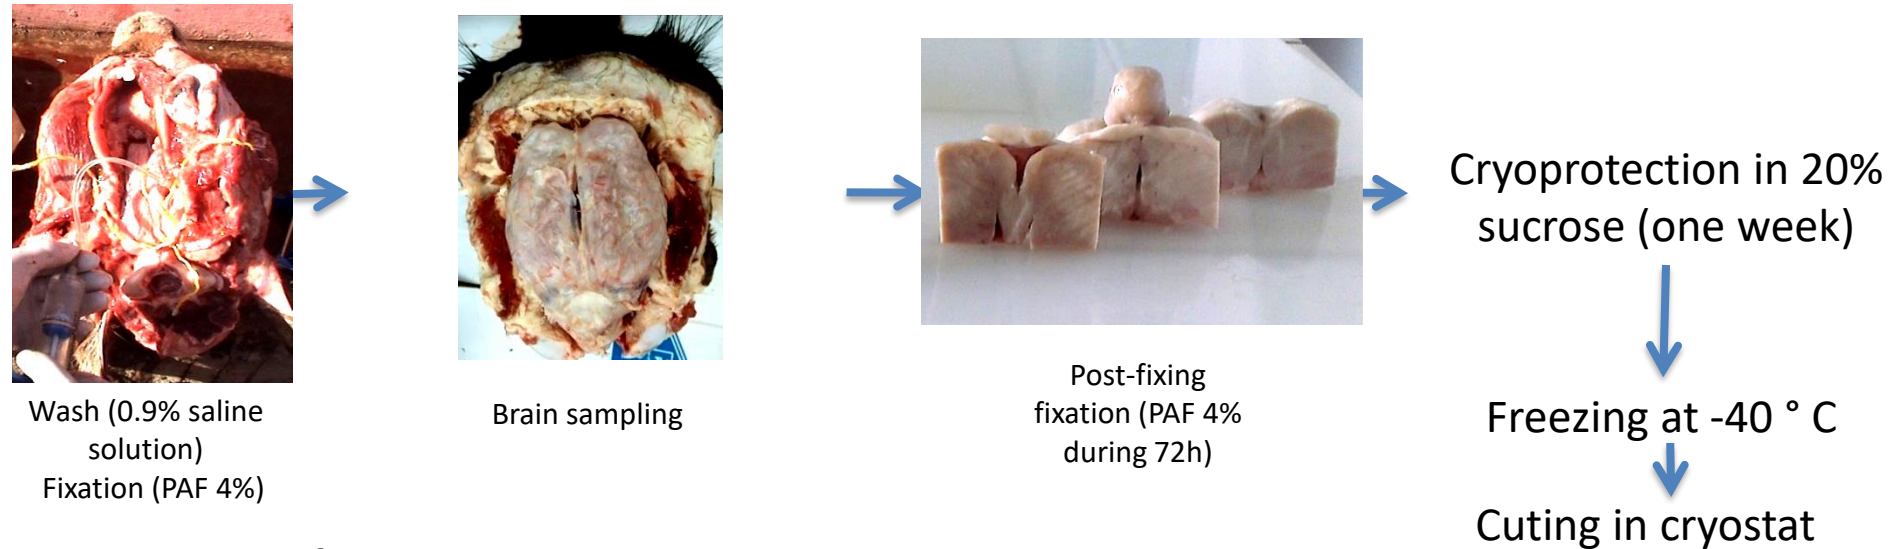 Wash (0.9% saline
solution)
Fixation (PAF 4%)
Brain sampling
Post-fixing
fixation (PAF 4%
during 72h)
Cryoprotection in 20%
sucrose (one week)
Freezing at -40 ° C
Cuting in cryostat